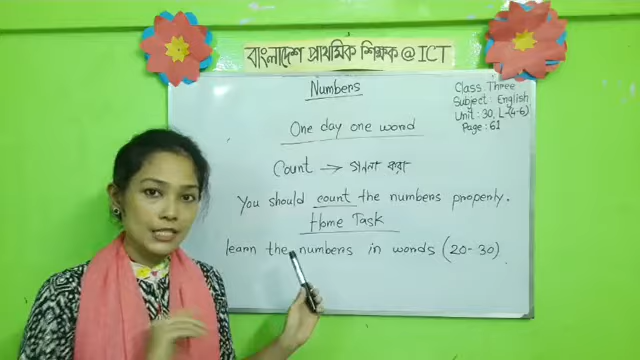 বাংলাদেশ প্রাথমিক শিক্ষক @ ICT
Numbers
Class Three
Subject: English
Unit: 30, L-(4-6)
Page: 61
One day one word
Count → গণনা করা
You should count the numbers properly.
Home Task
learn the numbers in words (20-30)